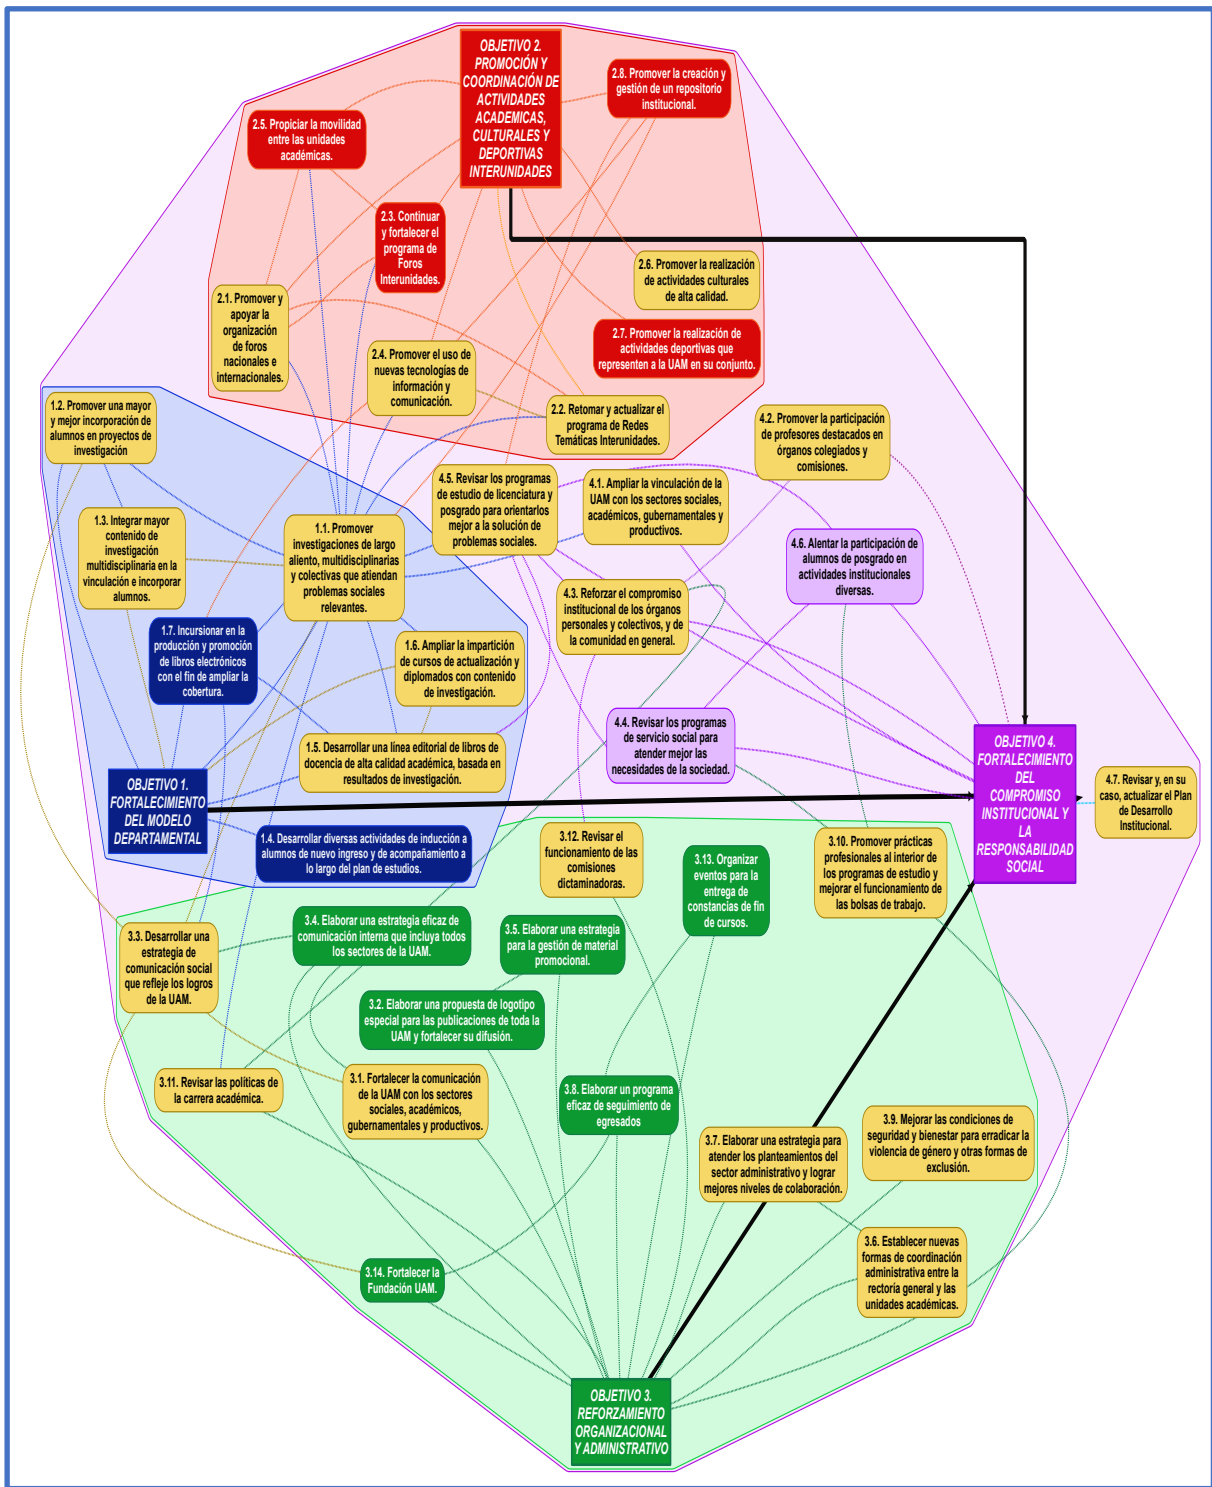 OBJETIVO 2.
PROMOCIÓN Y
COORDINACIÓN DE
ACTIVIDADES
ACADEMICAS,
CULTURALES Y
DEPORTIVAS
INTERUNIDADES
2.8. Promover la creación y
gestión de un repositorio
institucional.
2.5. Propiciar la movilidad
entre las unidades
académicas.
2.3. Continuar
y fortalecer el
programa de
Foros
Interunidades.
2.6. Promover la realización
de actividades culturales
de alta calidad.
2.1. Promover y
apoyar la
organización
de foros
nacionales e
internacionales.
2.7. Promover la realización de
actividades deportivas que
representen a la UAM en su conjunto.
2.4. Promover el uso de
nuevas tecnologías de
información y
comunicación.
2.2. Retomar y actualizar el
programa de Redes
Temáticas Interunidades.
1.2. Promover una mayor
y mejor incorporación de
alumnos en proyectos de
investigación
4.2. Promover la participación
de profesores destacados en
órganos colegiados y
comisiones.
4.5. Revisar los programas
de estudio de licenciatura y
posgrado para orientarlos
mejor a la solución de
problemas sociales.
4.1. Ampliar la vinculación de la
UAM con los sectores sociales,
académicos, gubernamentales y
productivos.
1.3. Integrar mayor
contenido de
investigación
multidisciplinaria en la
vinculación e incorporar
alumnos.
1.1. Promover
investigaciones de largo
aliento, multidisciplinarias
y colectivas que atiendan
problemas sociales
relevantes.
4.6. Alentar la participación de
alumnos de posgrado en
actividades institucionales
diversas.
4.3. Reforzar el compromiso
institucional de los órganos
personales y colectivos, y de
la comunidad en general.
1.7. Incursionar en la
producción y promoción
de libros electrónicos
con el fin de ampliar la
cobertura.
1.6. Ampliar la impartición
de cursos de actualización y
diplomados con contenido
de investigación.
4.4. Revisar los programas
de servicio social para
atender mejor las
necesidades de la sociedad.
1.5. Desarrollar una línea editorial de libros de
docencia de alta calidad académica, basada en
resultados de investigación.
OBJETIVO 4.
FORTALECIMIENTO
DEL
COMPROMISO
INSTITUCIONAL Y
LA
RESPONSABILIDAD
SOCIAL
4.7. Revisar y, en su
caso, actualizar el Plan
de Desarrollo
Institucional.
OBJETIVO 1.
FORTALECIMIENTO
DEL MODELO
DEPARTAMENTAL
1.4. Desarrollar diversas actividades de inducción a
alumnos de nuevo ingreso y de acompañamiento a
lo largo del plan de estudios.
3.12. Revisar el
funcionamiento de las
comisiones
dictaminadoras.
3.13. Organizar
eventos para la
entrega de
constancias de fin
de cursos.
3.10. Promover prácticas
profesionales al interior de
los programas de estudio y
mejorar el funcionamiento de
las bolsas de trabajo.
3.4. Elaborar una estrategia eficaz de
comunicación interna que incluya todos
los sectores de la UAM.
3.5. Elaborar una estrategia
para la gestión de material
promocional.
3.3. Desarrollar una
estrategia de
comunicación social
que refleje los logros
de la UAM.
3.2. Elaborar una propuesta de logotipo
especial para las publicaciones de toda la
UAM y fortalecer su difusión.
3.11. Revisar las políticas de
la carrera académica.
3.1. Fortalecer la comunicación
de la UAM con los sectores
sociales, académicos,
gubernamentales y productivos.
3.8. Elaborar un programa
eficaz de seguimiento de
egresados
3.7. Elaborar una estrategia para
atender los planteamientos del
sector administrativo y lograr
mejores niveles de colaboración.
3.9. Mejorar las condiciones de
seguridad y bienestar para erradicar la
violencia de género y otras formas de
exclusión.
3.6. Establecer nuevas
formas de coordinación
administrativa entre la
rectoría general y las
unidades académicas.
3.14. Fortalecer la
Fundación UAM.
OBJETIVO 3.
REFORZAMIENTO
ORGANIZACIONAL
Y ADMINISTRATIVO